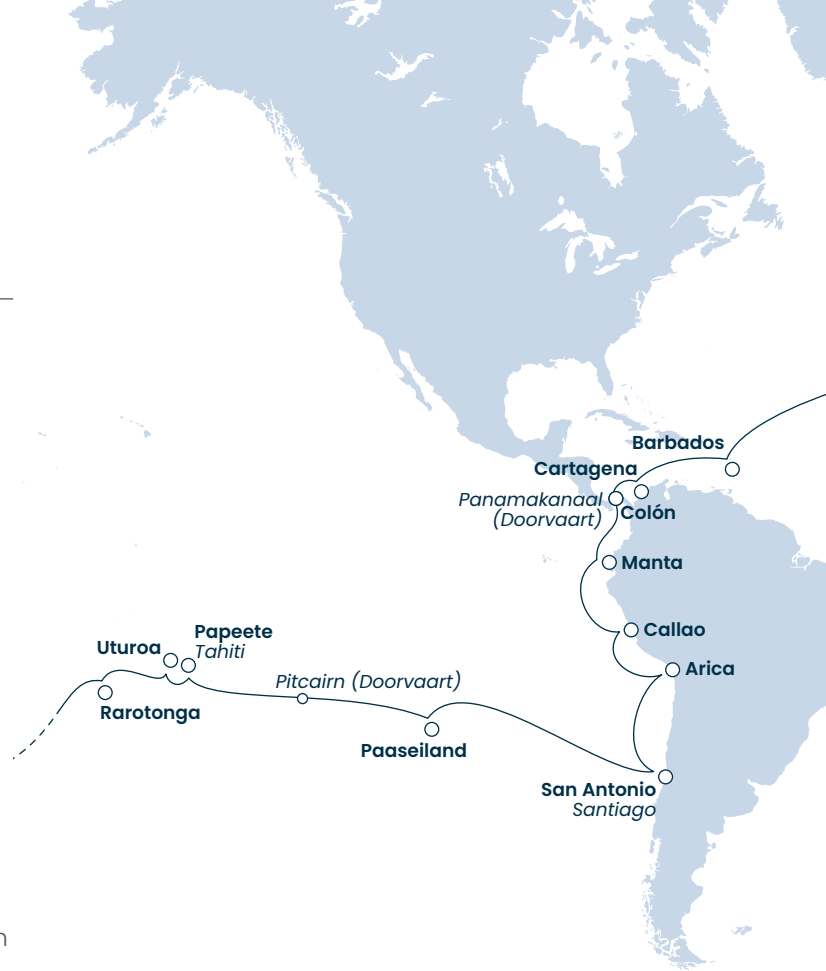 Barbados
Cartagena
Panamakanaal
(Doorvaart)
Colón
Manta
Callao
Papeete
Tahiti
Uturoa
Arica
Pitcairn (Doorvaart)
Rarotonga
Paaseiland
San Antonio
Santiago
n